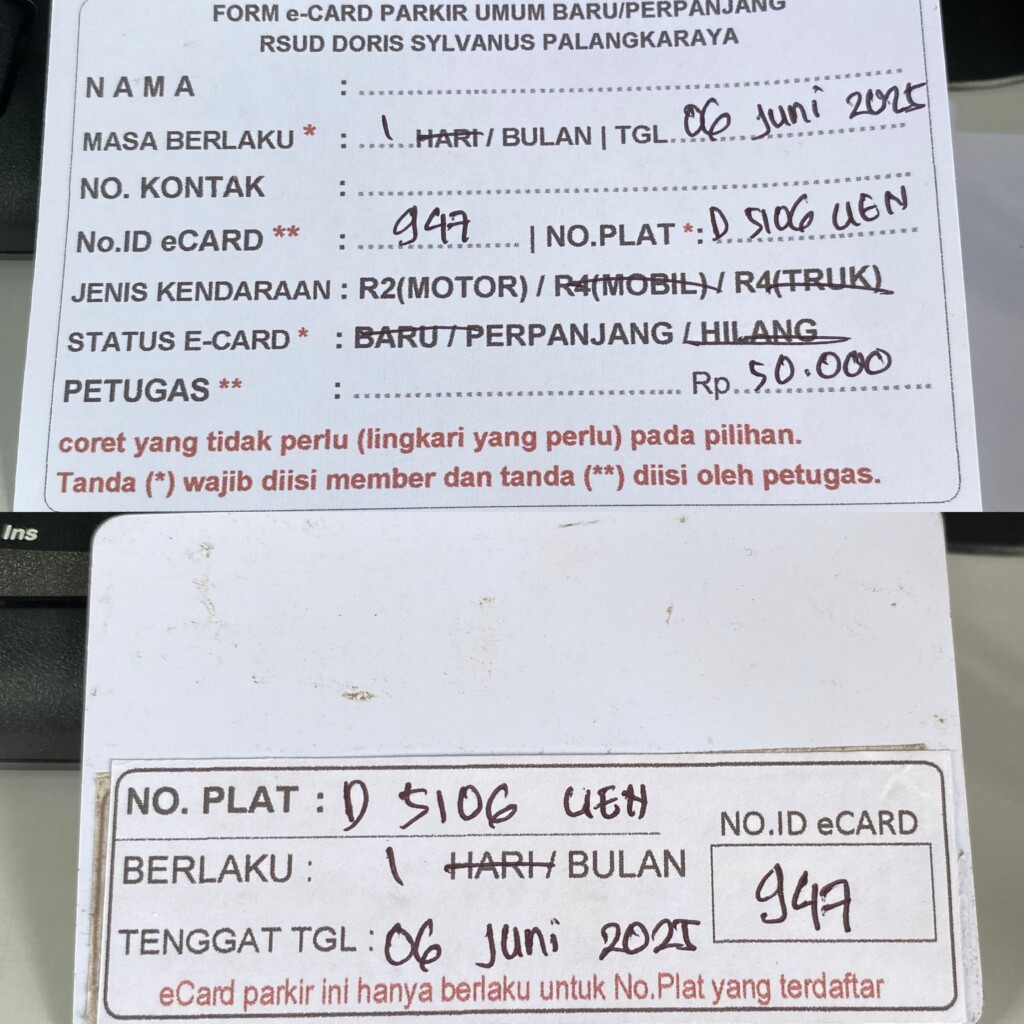 FORM e-CARD PARKIR UMUM BARU/PERPANJANG
RSUD DORIS SYLVANUS PALANGKARAYA
N A M A :
MASA BERLAKU * : 1 HARI / BULAN | TGL. 06 Juni 2025
NO. KONTAK :
No.ID eCARD ** : 947 | NO.PLAT *: D 5106 UEN
JENIS KENDARAAN : R2(MOTOR) / R4(MOBIL) / R4(TRUK)
STATUS E-CARD * : BARU / PERPANJANG / HILANG
PETUGAS ** : Rp. 50.000
coret yang tidak perlu (lingkari yang perlu) pada pilihan.
Tanda (*) wajib diisi member dan tanda (**) diisi oleh petugas.
Ins
NO. PLAT : D 5106 UEN
BERLAKU : 1 HARI / BULAN
TENGGAT TGL : 06 Juni 2025
NO.ID eCARD
947
eCard parkir ini hanya berlaku untuk No.Plat yang terdaftar